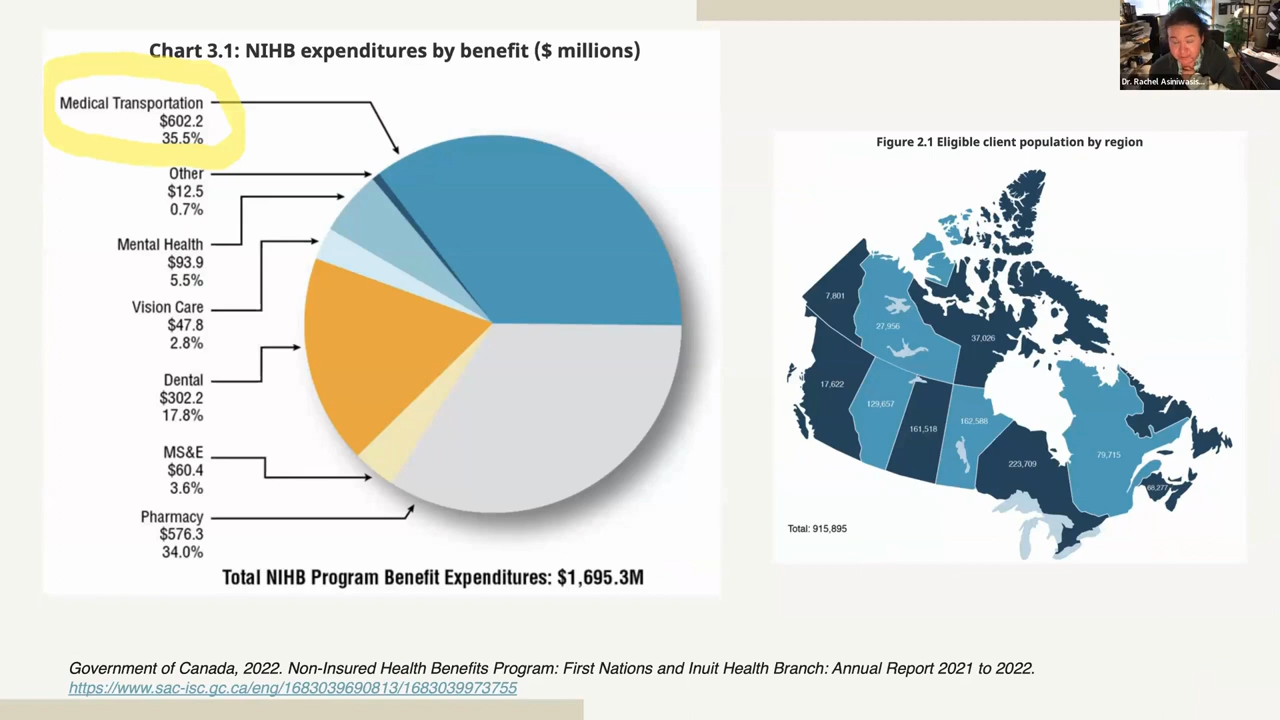 Chart 3.1: NIHB expenditures by benefit ($ millions)
Medical Transportation
$602.2
35.5%
Other
$12.5
0.7%
Mental Health
$93.9
5.5%
Vision Care
$47.8
2.8%
Dental
$302.2
17.8%
MS&E
$60.4
3.6%
Pharmacy
$576.3
34.0%
Total NIHB Program Benefit Expenditures: $1,695.3M
Dr. Rachel Asiniwasis...
Figure 2.1 Eligible client population by region
7,801
27,956
37,026
17,622
129,657
161,518
162,588
223,709
79,715
68,277
Total: 915,895
Government of Canada, 2022. Non-Insured Health Benefits Program: First Nations and Inuit Health Branch: Annual Report 2021 to 2022.
https://www.sac-isc.gc.ca/eng/1683039690813/1683039973755